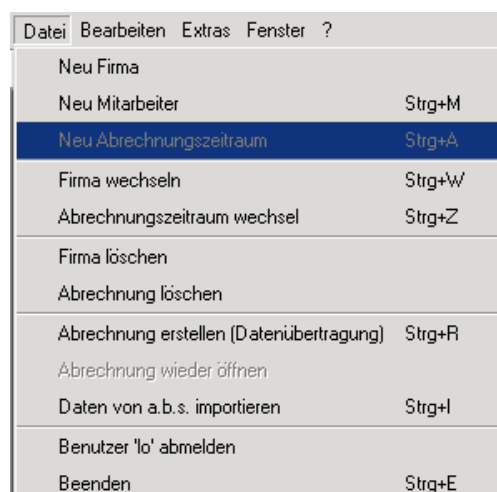 Datei Bearbeiten Extras Fenster ?
Neu Firma
Neu Mitarbeiter Strg+M
Neu Abrechnungszeitraum Strg+A
Firma wechseln Strg+W
Abrechnungszeitraum wechsel Strg+Z
Firma löschen
Abrechnung löschen
Abrechnung erstellen (Datenübertragung) Strg+R
Abrechnung wieder öffnen
Daten von a.b.s. importieren Strg+I
Benutzer 'lo' abmelden
Beenden Strg+E